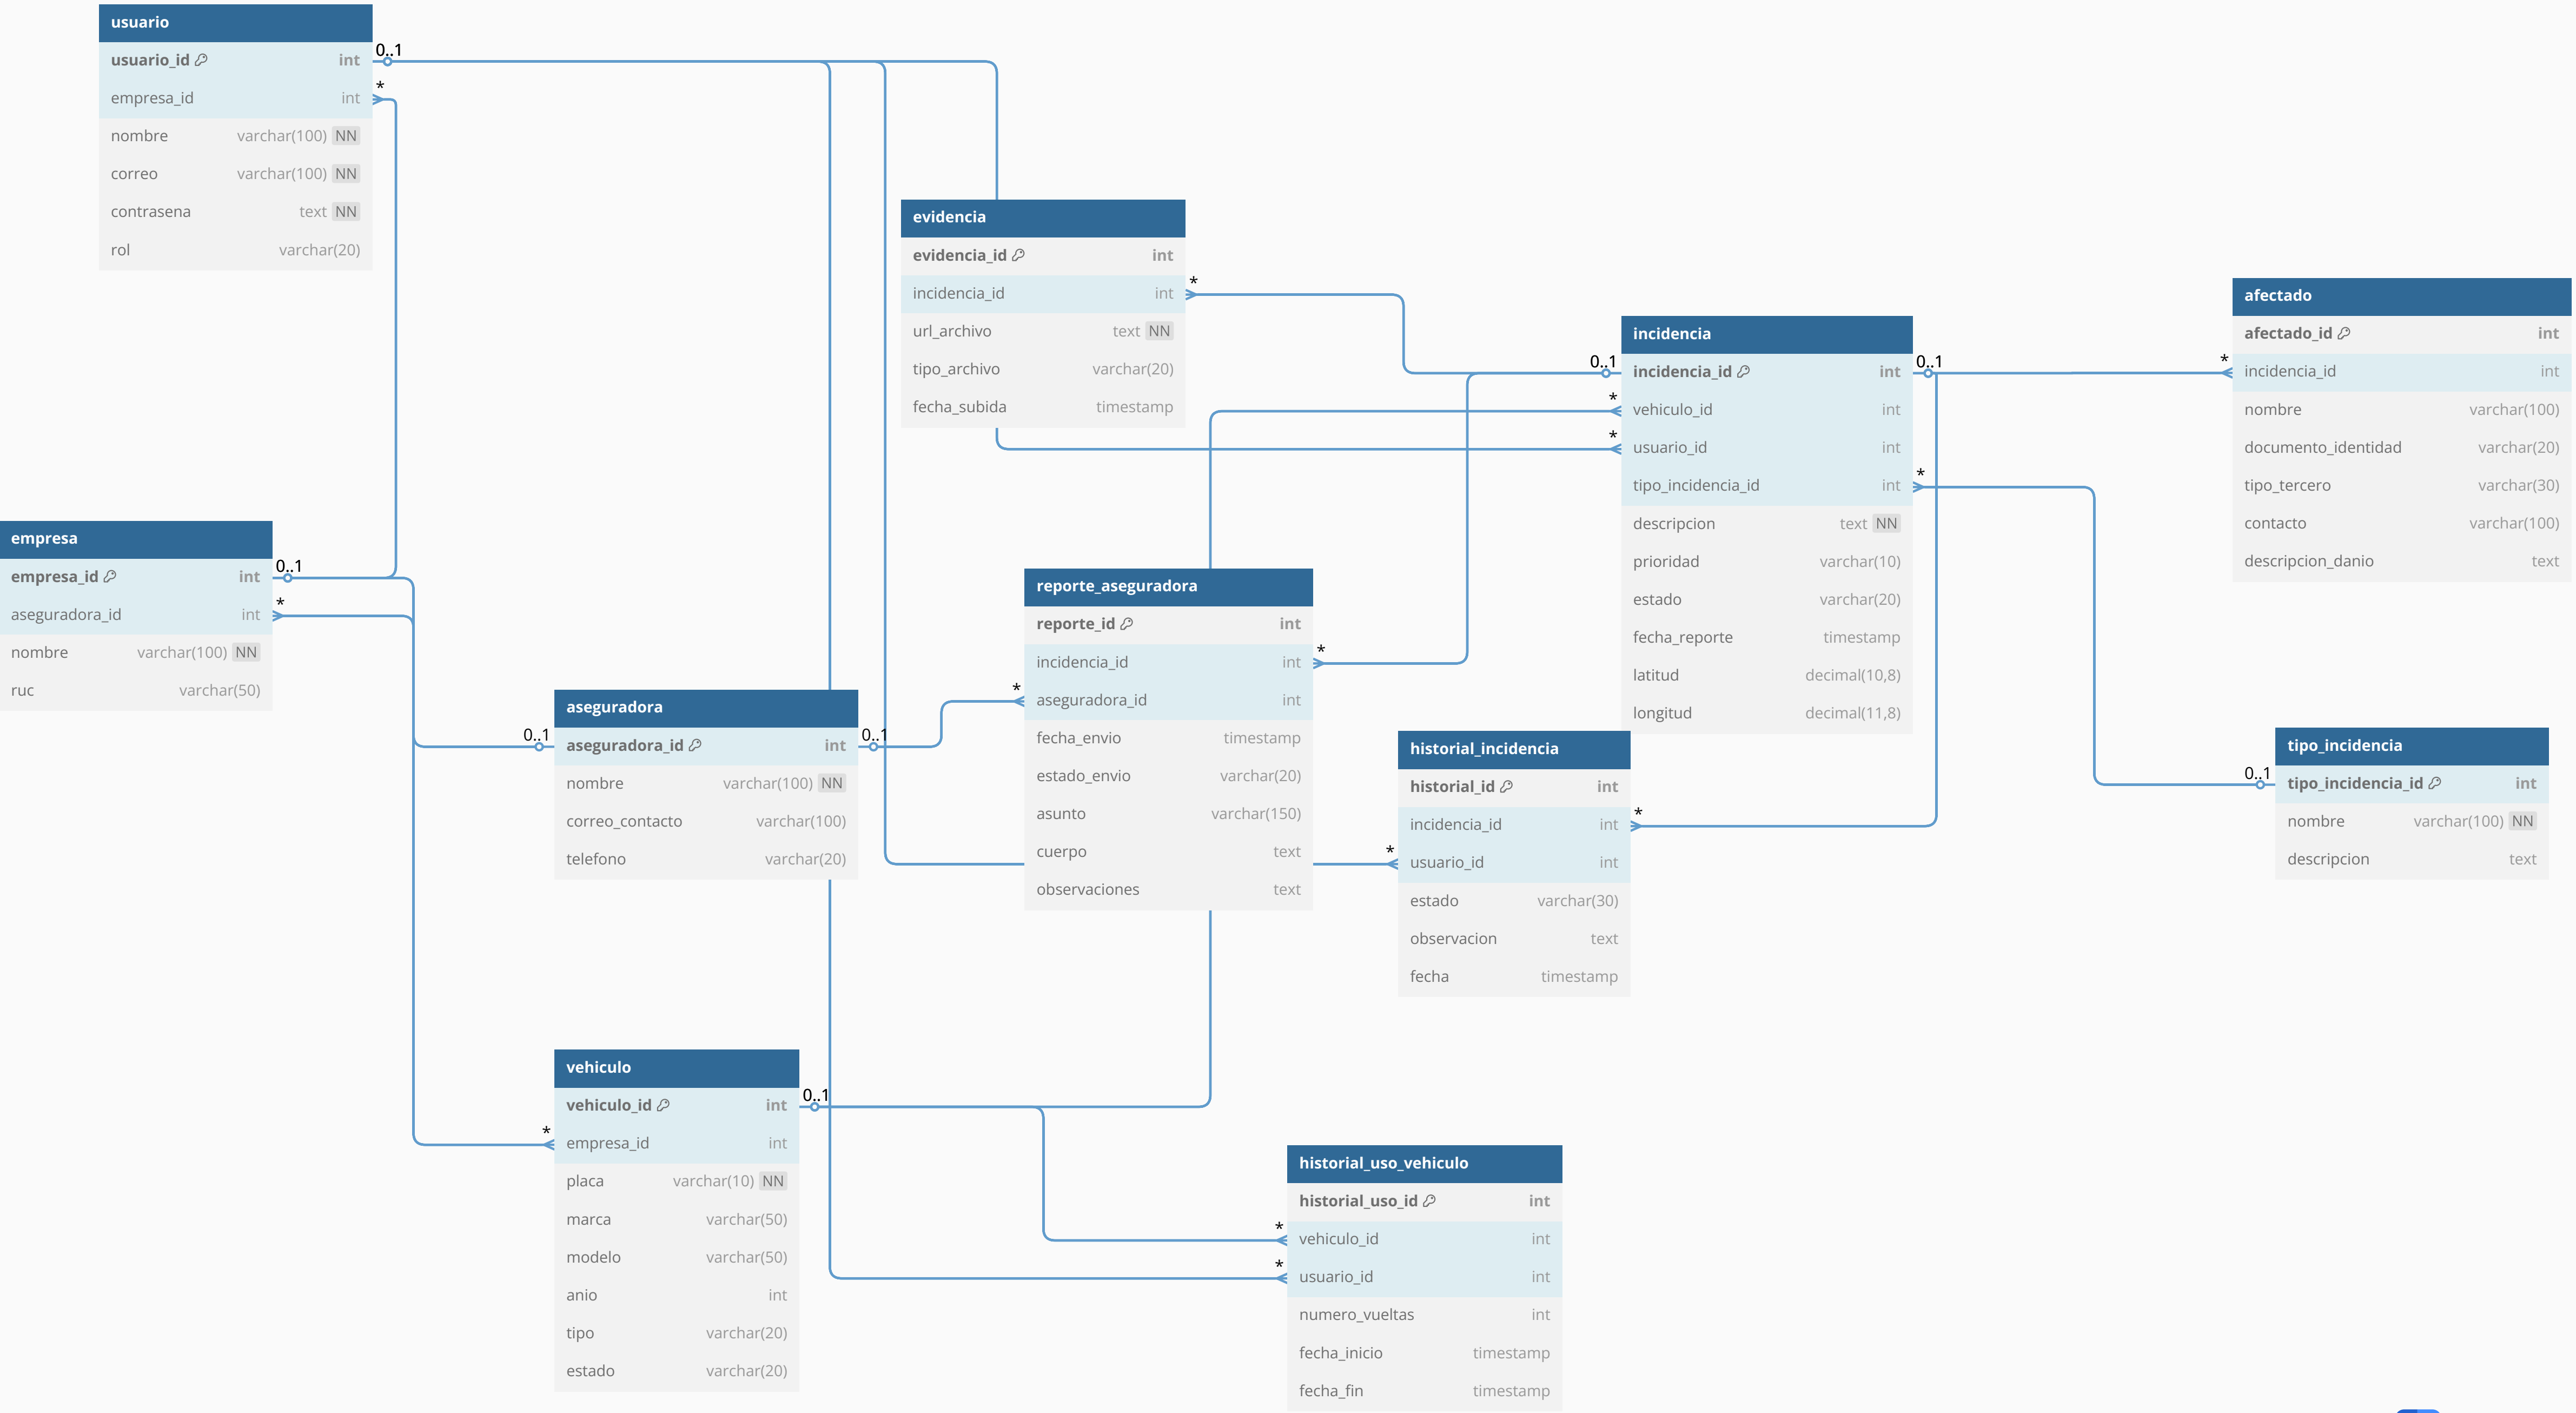 usuario
usuario_id int
empresa_id int
nombre varchar(100) NN
correo varchar(100) NN
contrasena text NN
rol varchar(20)
0..1
*
evidencia
evidencia_id int
incidencia_id int
url_archivo text NN
tipo_archivo varchar(20)
fecha_subida timestamp
*
incidencia
incidencia_id int
vehiculo_id int
usuario_id int
tipo_incidencia_id int
descripcion text NN
prioridad varchar(10)
estado varchar(20)
fecha_reporte timestamp
latitud decimal(10,8)
longitud decimal(11,8)
0..1
*
*
0..1
*
afectado
afectado_id int
incidencia_id int
nombre varchar(100)
documento_identidad varchar(20)
tipo_tercero varchar(30)
contacto varchar(100)
descripcion_danio text
*
empresa
empresa_id int
aseguradora_id int
nombre varchar(100) NN
ruc varchar(50)
0..1
*
aseguradora
aseguradora_id int
nombre varchar(100) NN
correo_contacto varchar(100)
telefono varchar(20)
0..1
0..1
reporte_aseguradora
reporte_id int
incidencia_id int
aseguradora_id int
fecha_envio timestamp
estado_envio varchar(20)
asunto varchar(150)
cuerpo text
observaciones text
*
*
historial_incidencia
historial_id int
incidencia_id int
usuario_id int
estado varchar(30)
observacion text
fecha timestamp
*
*
tipo_incidencia
tipo_incidencia_id int
nombre varchar(100) NN
descripcion text
0..1
vehiculo
vehiculo_id int
empresa_id int
placa varchar(10) NN
marca varchar(50)
modelo varchar(50)
anio int
tipo varchar(20)
estado varchar(20)
0..1
*
historial_uso_vehiculo
historial_uso_id int
vehiculo_id int
usuario_id int
numero_vueltas int
fecha_inicio timestamp
fecha_fin timestamp
*
*